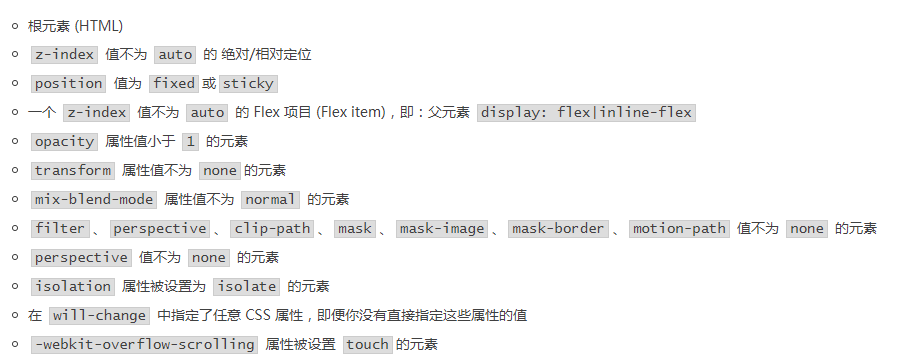 根元素 (HTML)
z-index 值不为 auto 的 绝对/相对定位
position 值为 fixed 或 sticky
一个 z-index 值不为 auto 的 Flex 项目 (Flex item)，即：父元素 display: flex|inline-flex
opacity 属性值小于 1 的元素
transform 属性值不为 none 的元素
mix-blend-mode 属性值不为 normal 的元素
filter、perspective、clip-path、mask、mask-image、mask-border、motion-path 值不为 none 的元素
perspective 值不为 none 的元素
isolation 属性被设置为 isolate 的元素
在 will-change 中指定了任意 CSS 属性，即便你没有直接指定这些属性的值
-webkit-overflow-scrolling 属性被设置 touch 的元素